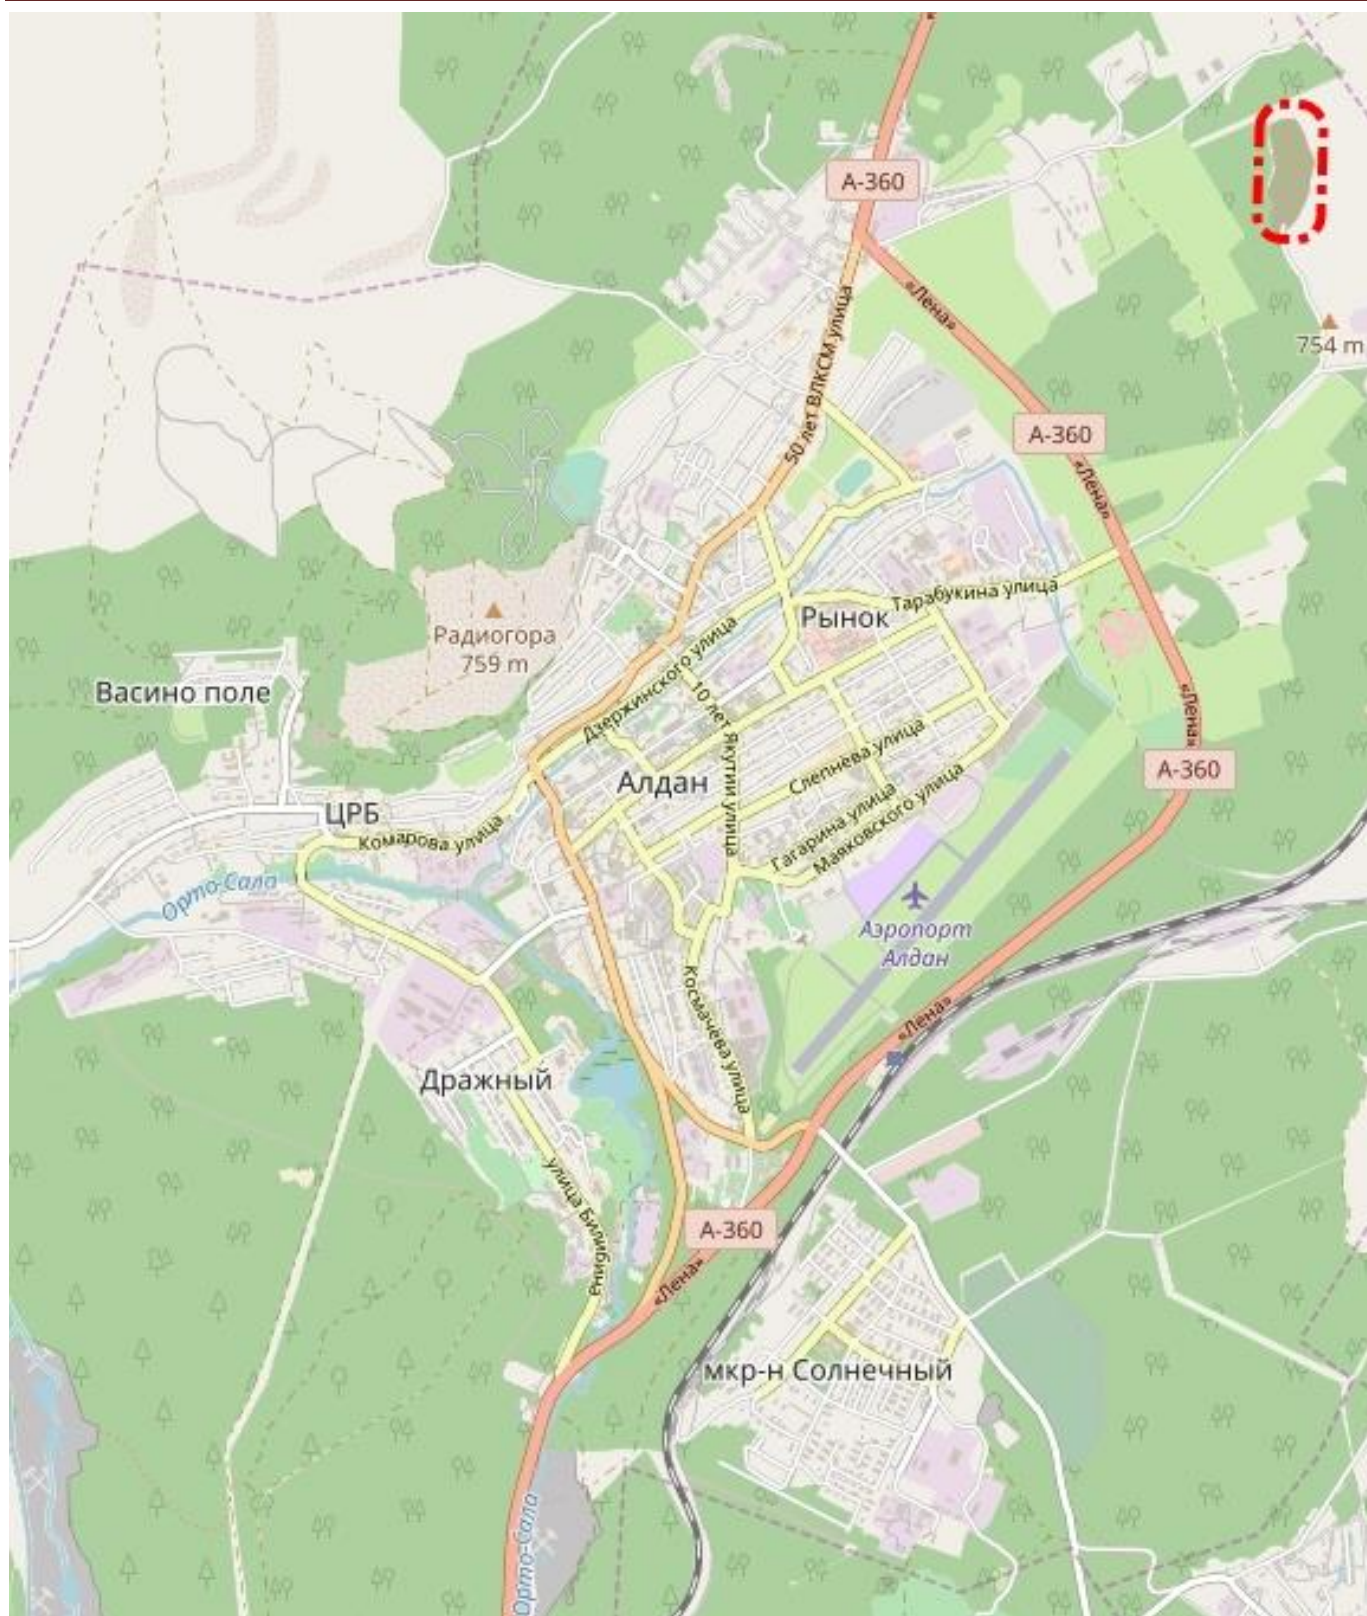 А-360
«Лена»
50 лет ВЛКСМ улица
754 m
А-360
«Лена»
Тарабукина улица
Рынок
Радиогора
759 m
Васино поле
Дзержинского улица
10 лет Якутии улица
«Лена»
А-360
Слепнёва улица
Алдан
Гагарина улица
Маяковского улица
ЦРБ
Комарова улица
Орто-Сала
Аэропорт
Алдан
Космачёва улица
«Лена»
Дражный
улица Билибина
А-360
«Лена»
мкр-н Солнечный
Орто-Сала